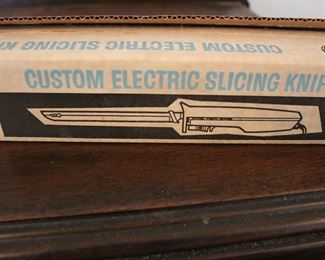 CUSTOM ELECTRIC SLICING KN
CUSTOM ELECTRIC SLICING KNIF